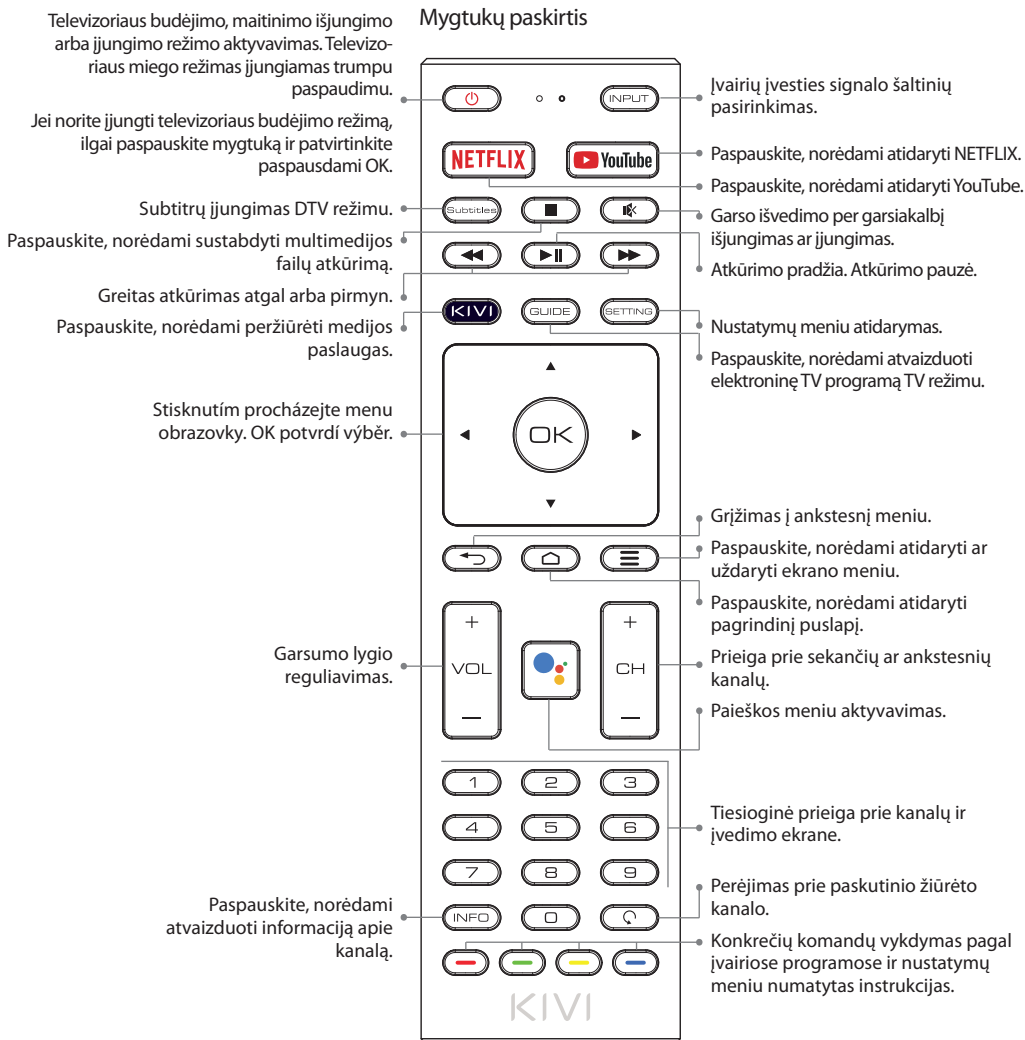 Mygtukų paskirtis
Televizoriaus budėjimo, maitinimo išjungimo
arba įjungimo režimo aktyvavimas. Televizo-
riaus miego režimas įjungiamas trumpu
paspaudimu.
Jei norite įjungti televizoriaus budėjimo režimą,
ilgai paspauskite mygtuką ir patvirtinkite
paspausdami OK.
Subtitrų įjungimas DTV režimu.
Paspauskite, norėdami sustabdyti multimedijos
failų atkūrimą.
Greitas atkūrimas atgal arba pirmyn.
Paspauskite, norėdami peržiūrėti medijos
paslaugas.
Stisknutím procházejte menu
obrazovky. OK potvrdí výběr.
Garsumo lygio
reguliavimas.
Paspauskite, norėdami
atvaizduoti informaciją apie
kanalą.
INPUT
NETFLIX
YouTube
Subtitles
KIVI
GUIDE
SETTING
OK
+
VOL
—
+
CH
—
1
2
3
4
5
6
7
8
9
INFO
0
KIVI
Įvairių įvesties signalo šaltinių
pasirinkimas.
Paspauskite, norėdami atidaryti NETFLIX.
Paspauskite, norėdami atidaryti YouTube.
Garso išvedimo per garsiakalbį
išjungimas ar įjungimas.
Atkūrimo pradžia. Atkūrimo pauzė.
Nustatymų meniu atidarymas.
Paspauskite, norėdami atvaizduoti
elektroninę TV programą TV režimu.
Grįžimas į ankstesnį meniu.
Paspauskite, norėdami atidaryti ar
uždaryti ekrano meniu.
Paspauskite, norėdami atidaryti
pagrindinį puslapį.
Prieiga prie sekančių ar ankstesnių
kanalų.
Paieškos meniu aktyvavimas.
Tiesioginė prieiga prie kanalų ir
įvedimo ekrane.
Perėjimas prie paskutinio žiūrėto
kanalo.
Konkrečių komandų vykdymas pagal
įvairiose programose ir nustatymų
meniu numatytas instrukcijas.